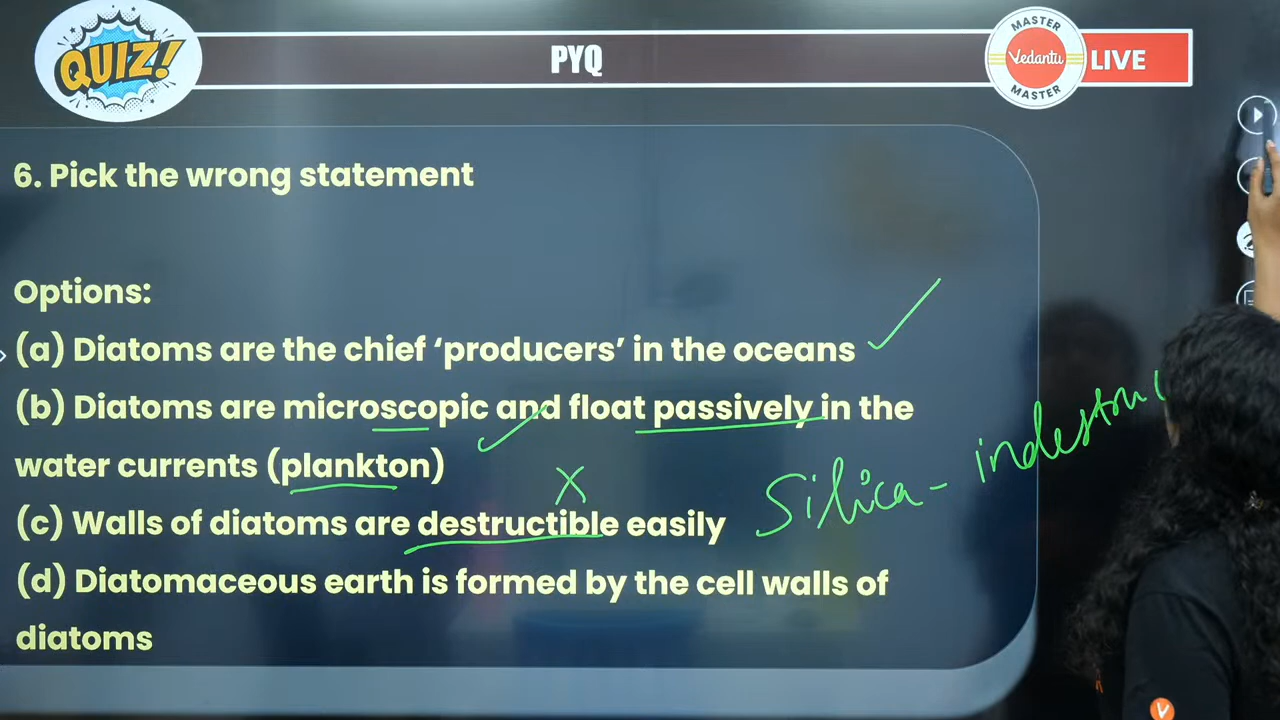 QUIZ!
PYQ
MASTER
Vedantu
MASTER
LIVE
6. Pick the wrong statement
Options:
(a) Diatoms are the chief ‘producers’ in the oceans
(b) Diatoms are microscopic and float passively in the
water currents (plankton)
(c) Walls of diatoms are destructible easily
Silica - indestru
(d) Diatomaceous earth is formed by the cell walls of
diatoms